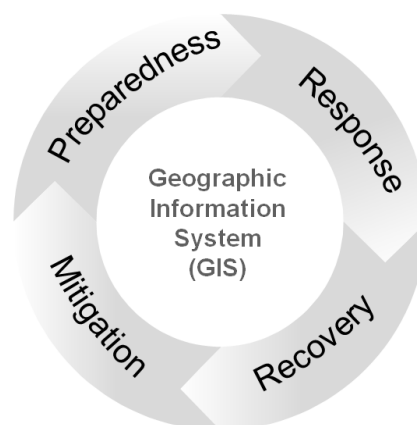 Preparedness
Response
Geographic
Information
System
(GIS)
Mitigation
Recovery